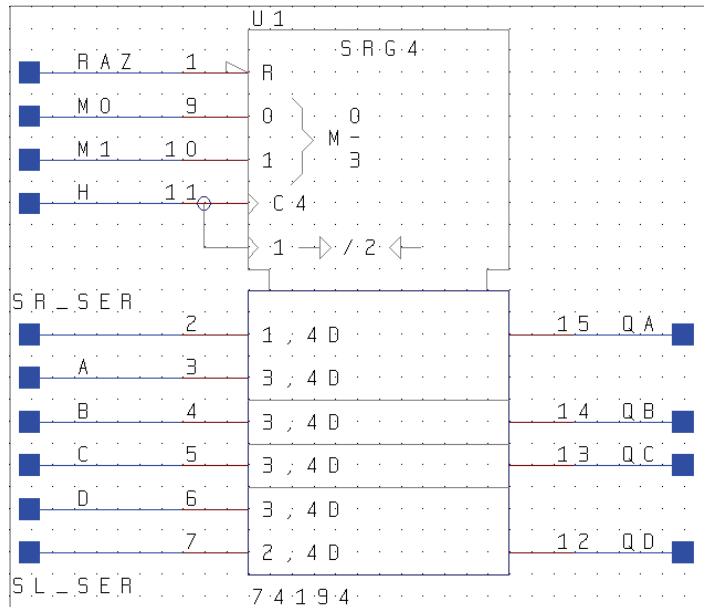 U1
SRG4
RAZ 1 R
M0 9 0 0
M
M1 10 1 3
H 11 C4
1 /2
SR_SER
2 1,4D 15 QA
A 3 3,4D
B 4 3,4D 14 QB
C 5 3,4D 13 QC
D 6 3,4D
7 2,4D 12 QD
SL_SER
74194